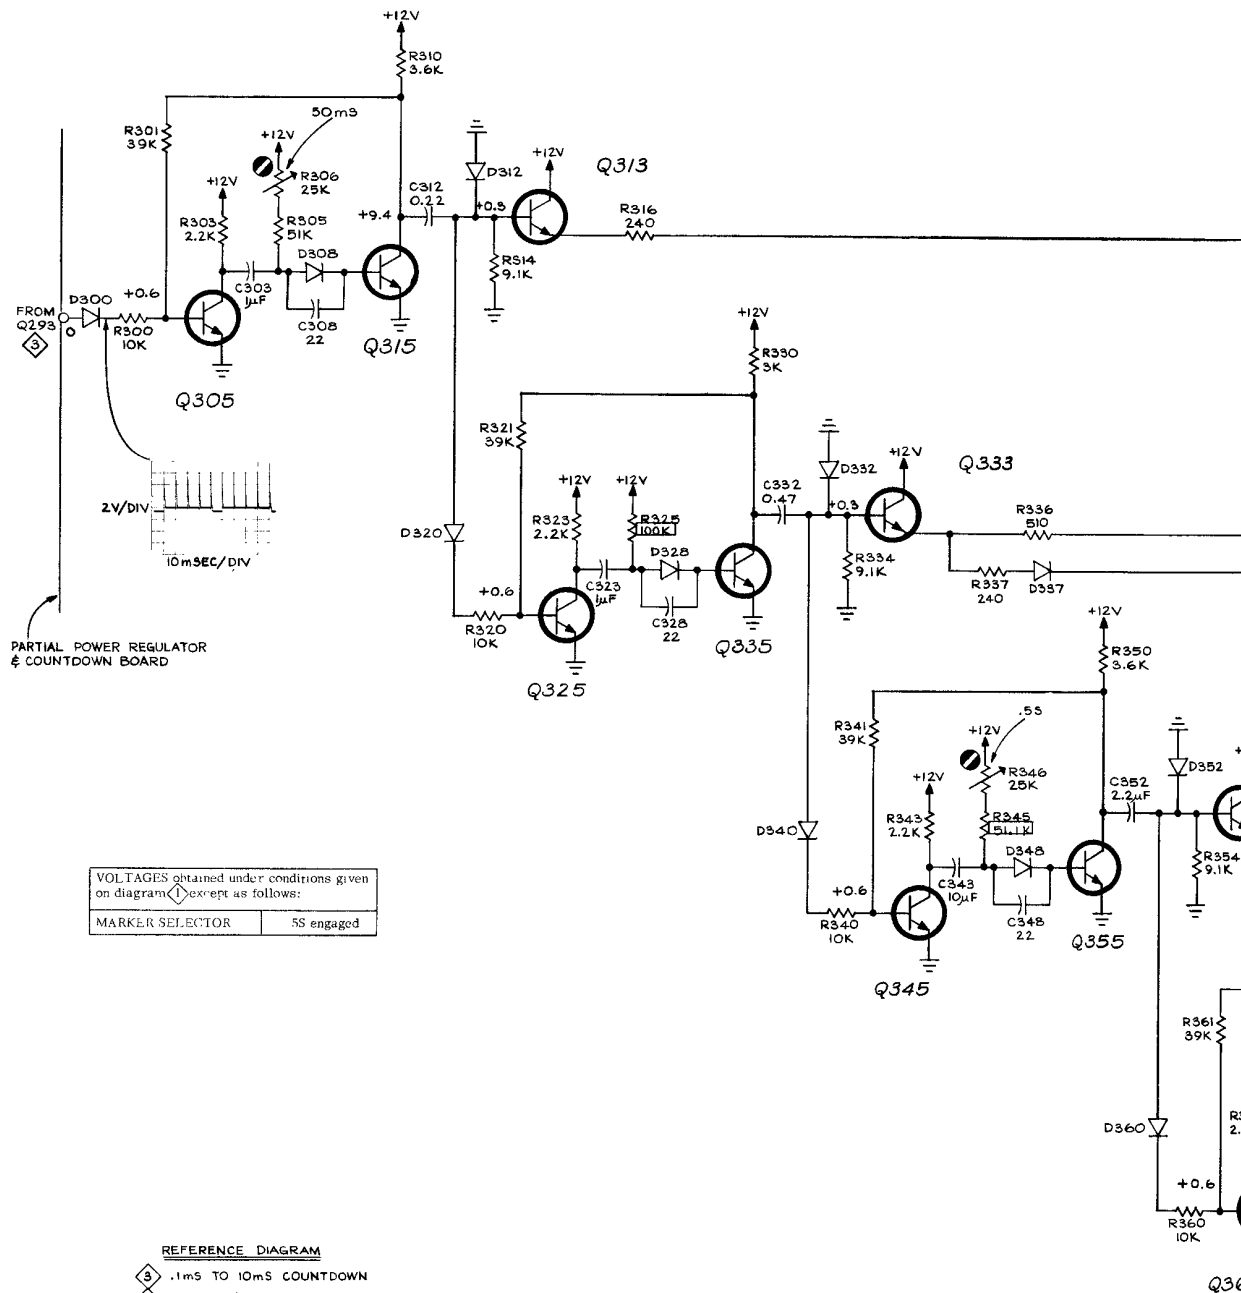 +12V
R310
3.6K
50mS
R301
39K
+12V
R306
25K
+12V
R303
2.2K
R305
51K
D308
C303
1µF
C308
22
+9.4
C312
0.22
D312
+0.3
+12V
Q313
R316
240
R314
9.1K
FROM
Q293
3
D300
+0.6
R300
10K
Q305
Q315
2V/DIV
10mSEC/DIV
PARTIAL POWER REGULATOR
& COUNTDOWN BOARD
+12V
R330
3K
R321
39K
+12V
R323
2.2K
+12V
R325
100K
D328
D320
C323
1µF
C328
22
+0.6
R320
10K
Q325
Q335
C332
0.47
D332
+0.3
+12V
Q333
R334
9.1K
R336
510
R337
240
D337
+12V
R350
3.6K
R341
39K
.5S
+12V
R346
25K
+12V
R343
2.2K
R345
51.1K
D348
D340
C343
10µF
C348
22
+0.6
R340
10K
Q345
Q355
C352
2.2µF
D352
R354
9.1K
VOLTAGES obtained under conditions given
on diagram 1 except as follows:
MARKER SELECTOR 5S engaged
R361
39K
D360
+0.6
R360
10K
REFERENCE DIAGRAM
3 .1mS TO 10mS COUNTDOWN